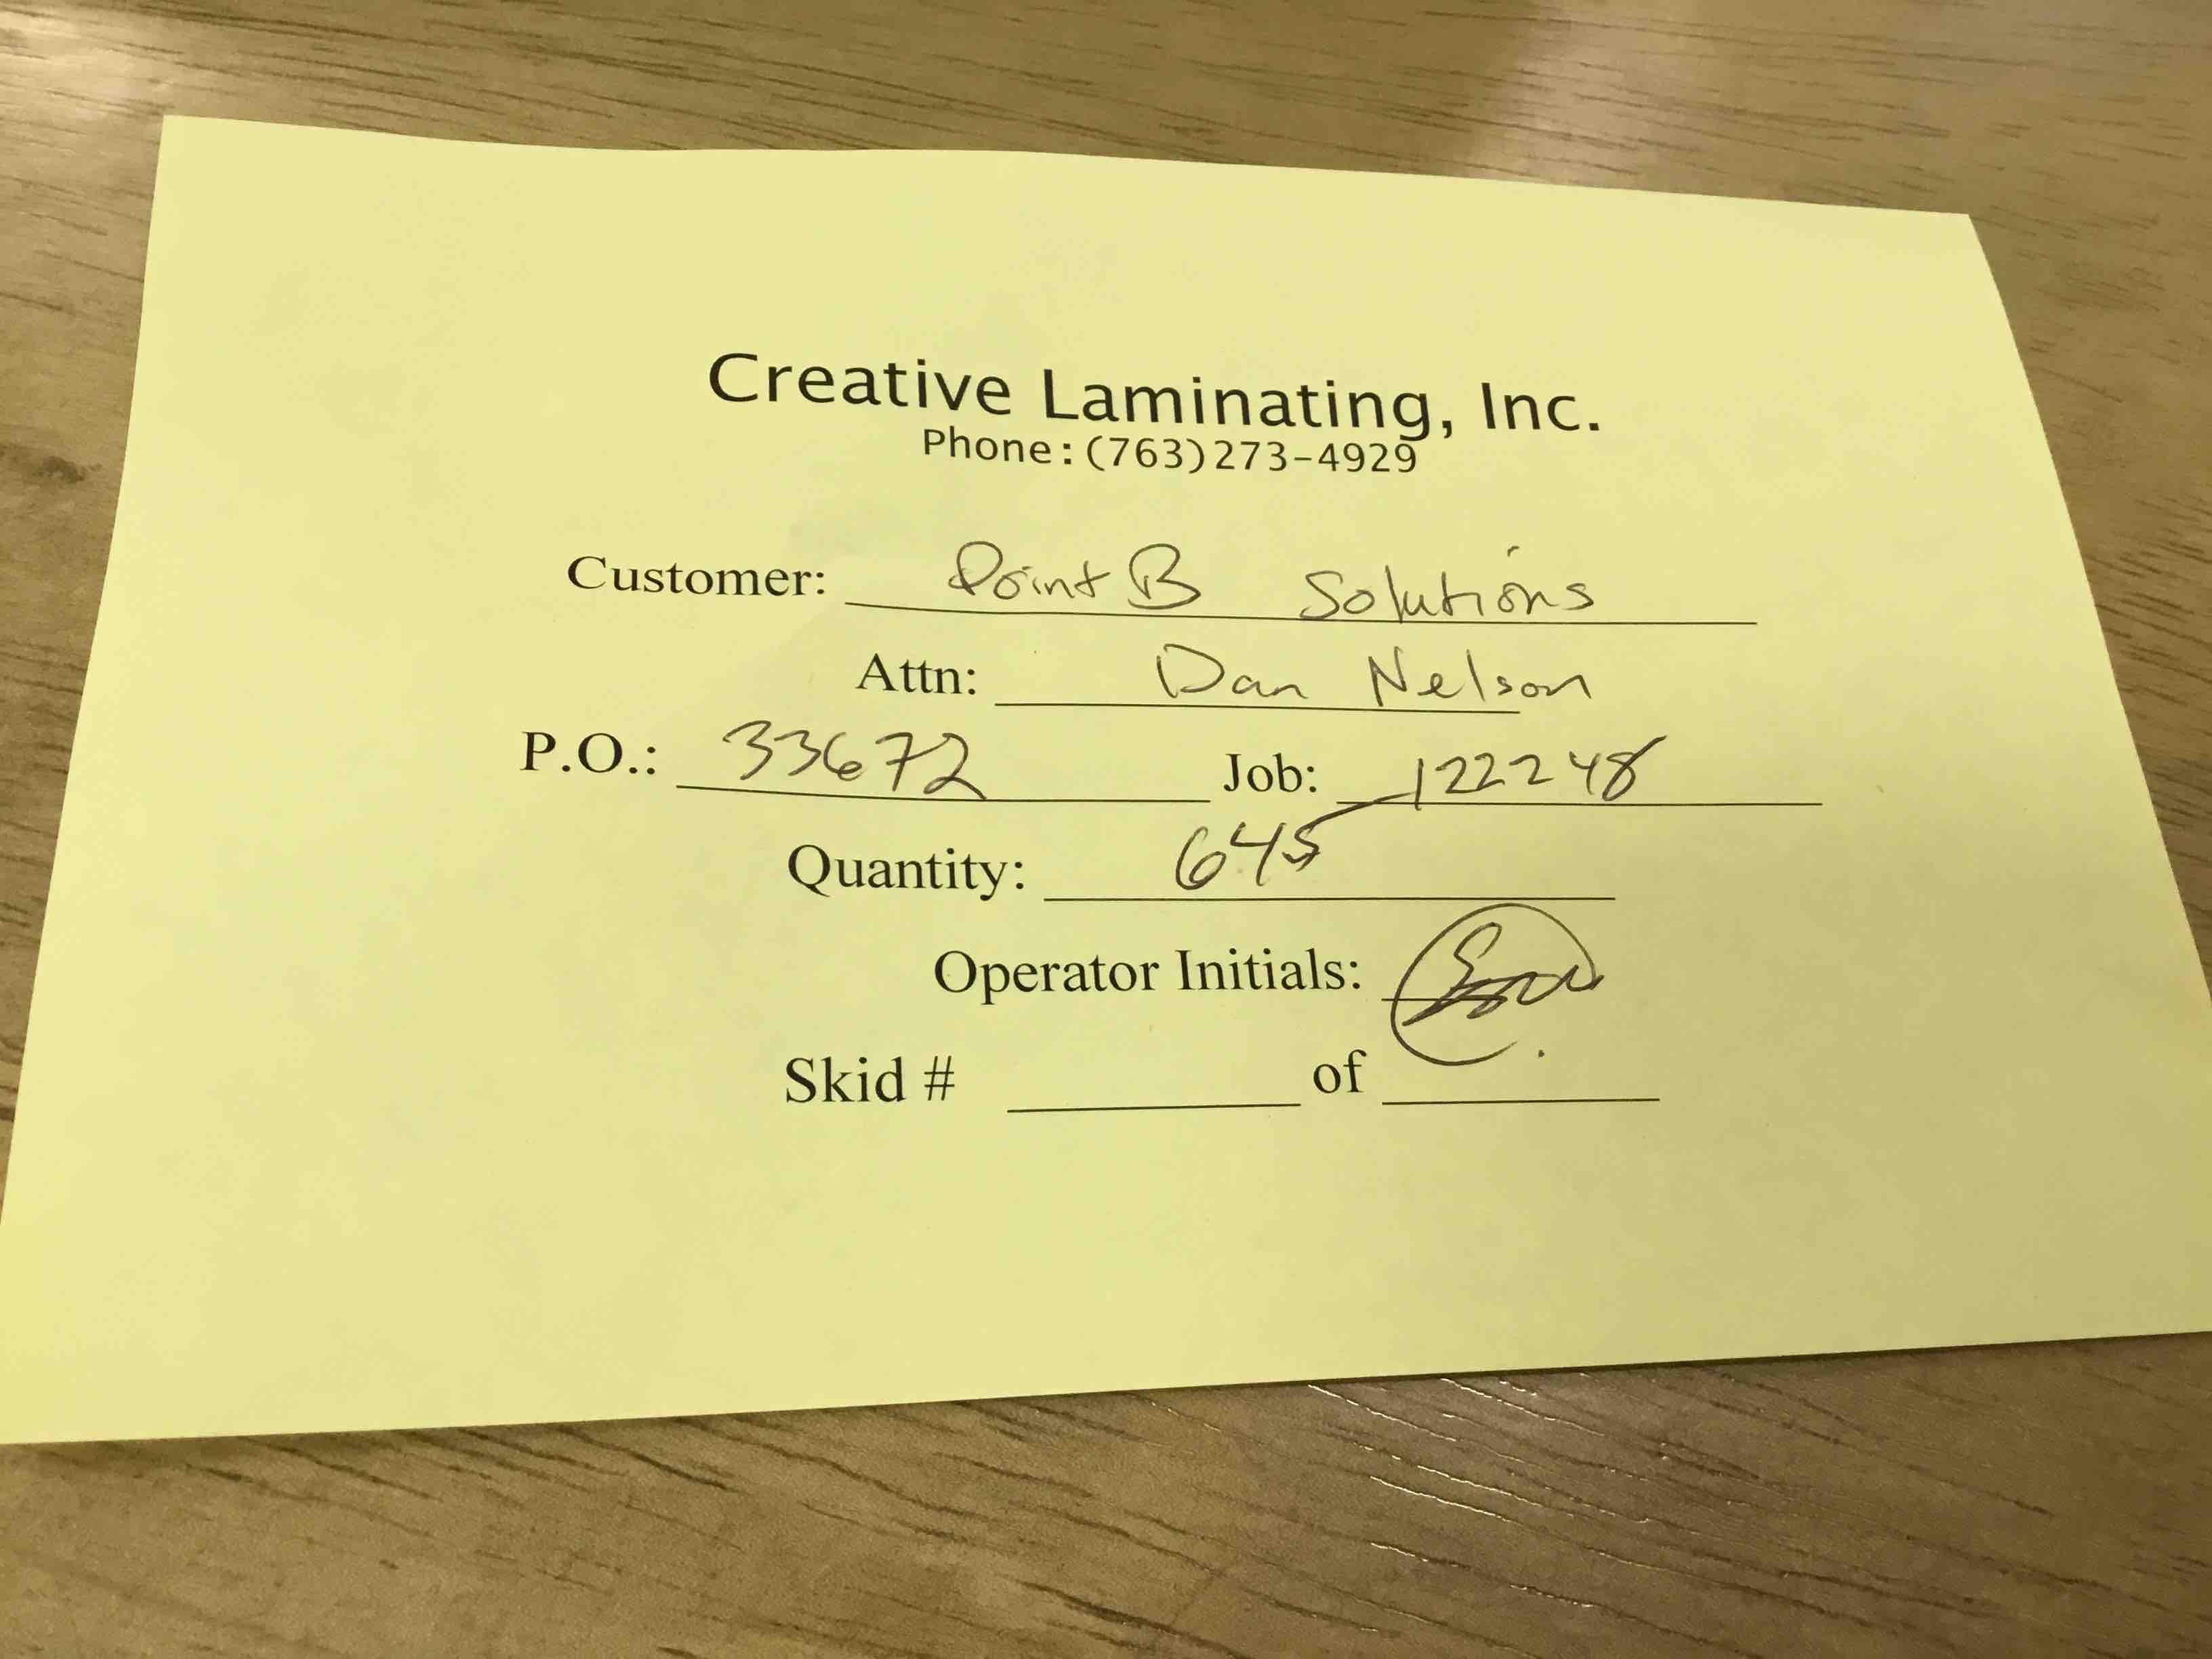 Creative Laminating, Inc.
Phone: (763)273-4929
Customer: Point B Solutions
Attn: Dan Nelson
P.O.: 33672 Job: 122248
Quantity: 645
Operator Initials:
Skid # of